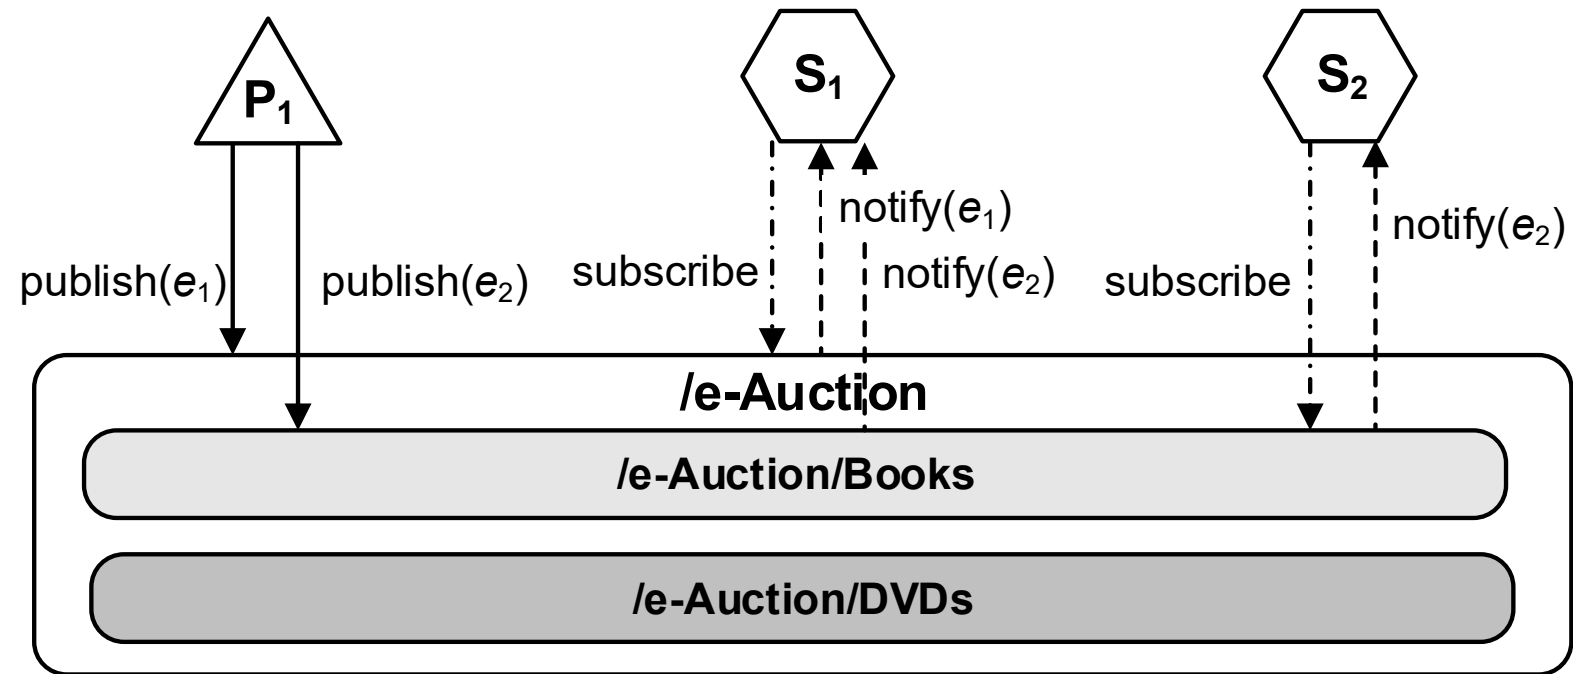 P₁
S₁
S₂
notify(e₁)
notify(e₂)
publish(e₁)
publish(e₂)
subscribe
notify(e₂)
subscribe
/e-Auction
/e-Auction/Books
/e-Auction/DVDs